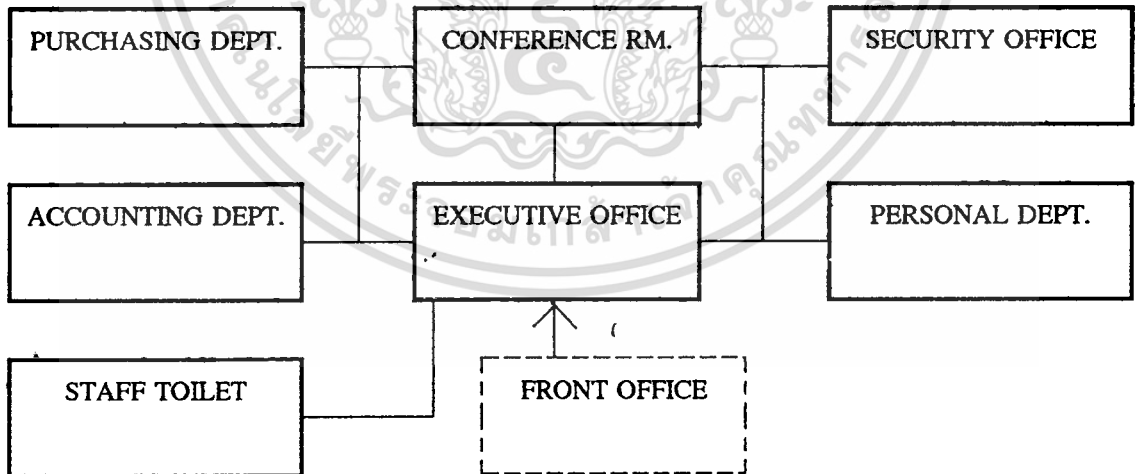 PURCHASING DEPT.
CONFERENCE RM.
SECURITY OFFICE
ACCOUNTING DEPT.
EXECUTIVE OFFICE
PERSONAL DEPT.
STAFF TOILET
FRONT OFFICE